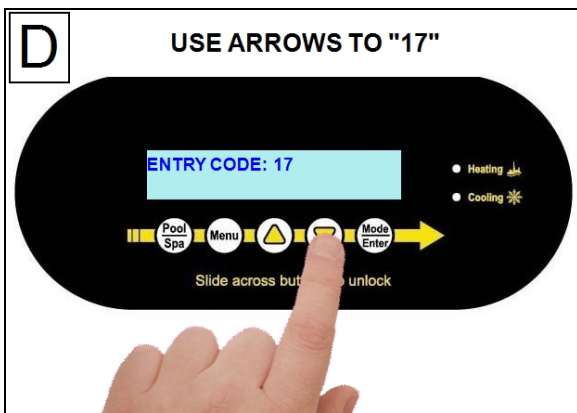 D
USE ARROWS TO "17"
ENTRY CODE: 17
Heating
Cooling
Pool
Spa
Menu
Mode
Enter
Slide across but o unlock